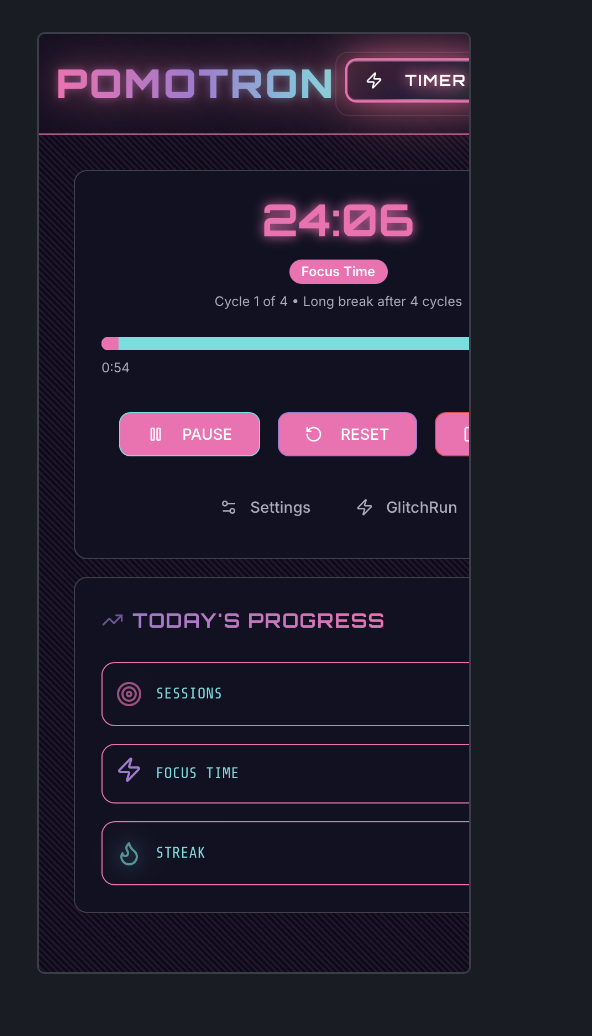 POMOTRON
TIMER
24:06
Focus Time
Cycle 1 of 4 • Long break after 4 cycles
0:54
PAUSE
RESET
Settings
GlitchRun
TODAY'S PROGRESS
SESSIONS
FOCUS TIME
STREAK